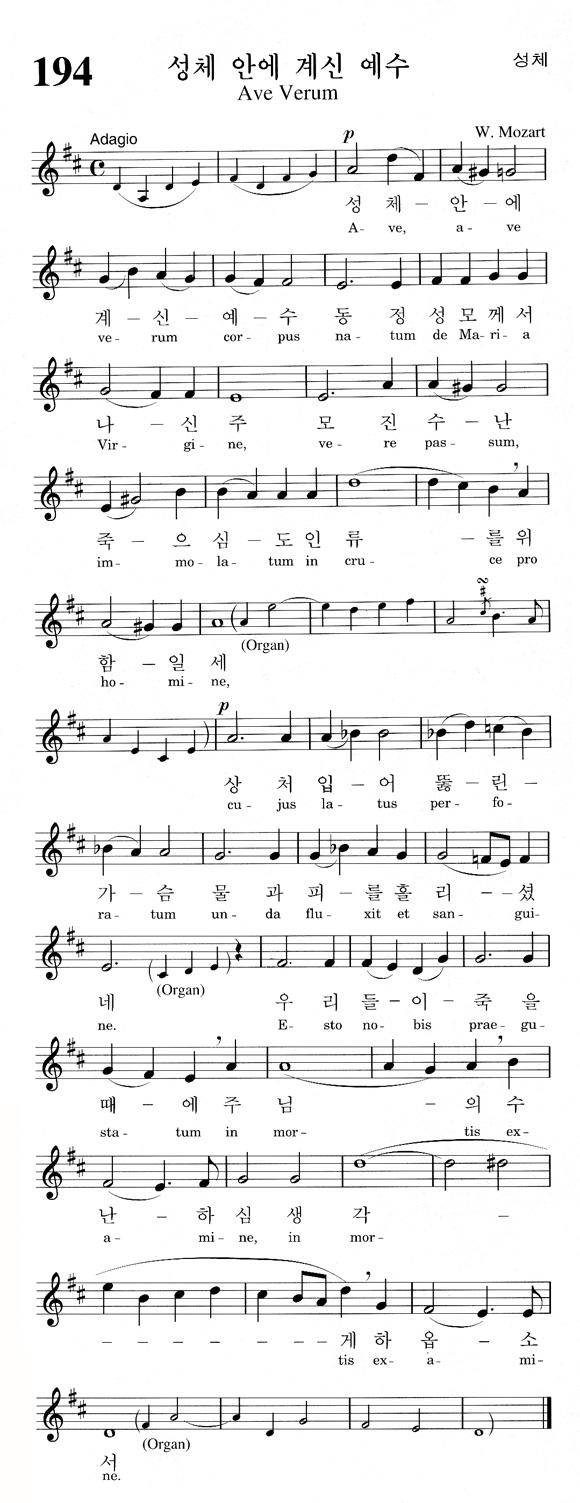 194 성체 안에 계신 예수 성체
Ave Verum
Adagio p W. Mozart
성 체 – 안 – 에
A – ve, a – ve
계 – 신 – 예 – 수 동 정 성 모 께 서
ve – rum cor – pus na – tum de Ma – ri – a
나 – 신 주 모 진 수 – 난
Vir – gi – ne, ve – re pas – sum,
죽 – 으 심 – 도 인 류 – 를 위
im – mo – la – tum in cru – ce pro
(Organ)
함 – 일 세
ho – mi – ne,
p
상 처 입 – 어 뚫 – 린 –
cu – jus la – tus per – fo –
가 – 슴 물 과 피 – 를 흘 리 – – 셨
ra – tum un – da flu – xit et san – gui –
(Organ)
네 우 리 들 – 이 – 죽 을
ne. E – sto no – bis prae – gu –
때 – 에 주 님 – 의 수
sta – tum in mor – tis ex –
난 – 하 심 생 각 –
a – mi – ne, in mor –
– – – – – – 게 하 옵 – 소
tis ex – a – mi –
(Organ)
서
ne.